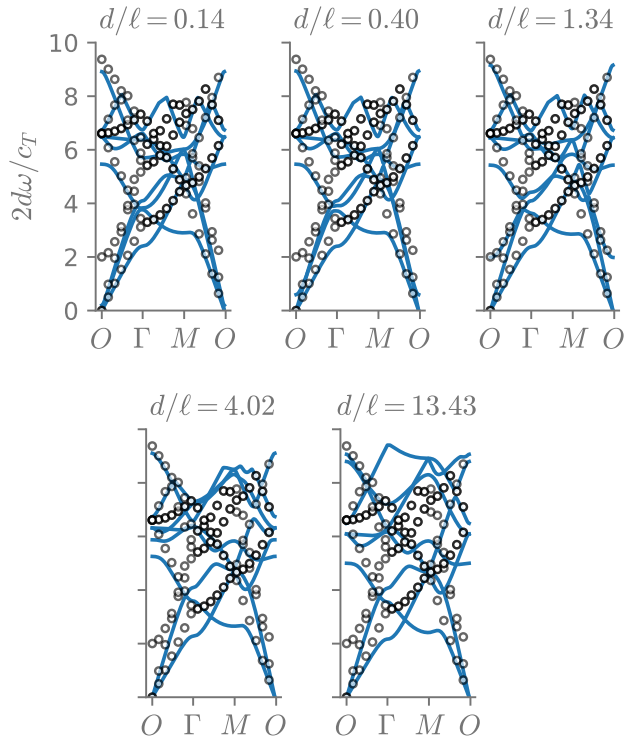 d/ℓ = 0.14 d/ℓ = 0.40 d/ℓ = 1.34
10
8
6
4
2
0
2dω/c_T
O Γ M O O Γ M O O Γ M O
d/ℓ = 4.02 d/ℓ = 13.43
O Γ M O O Γ M O